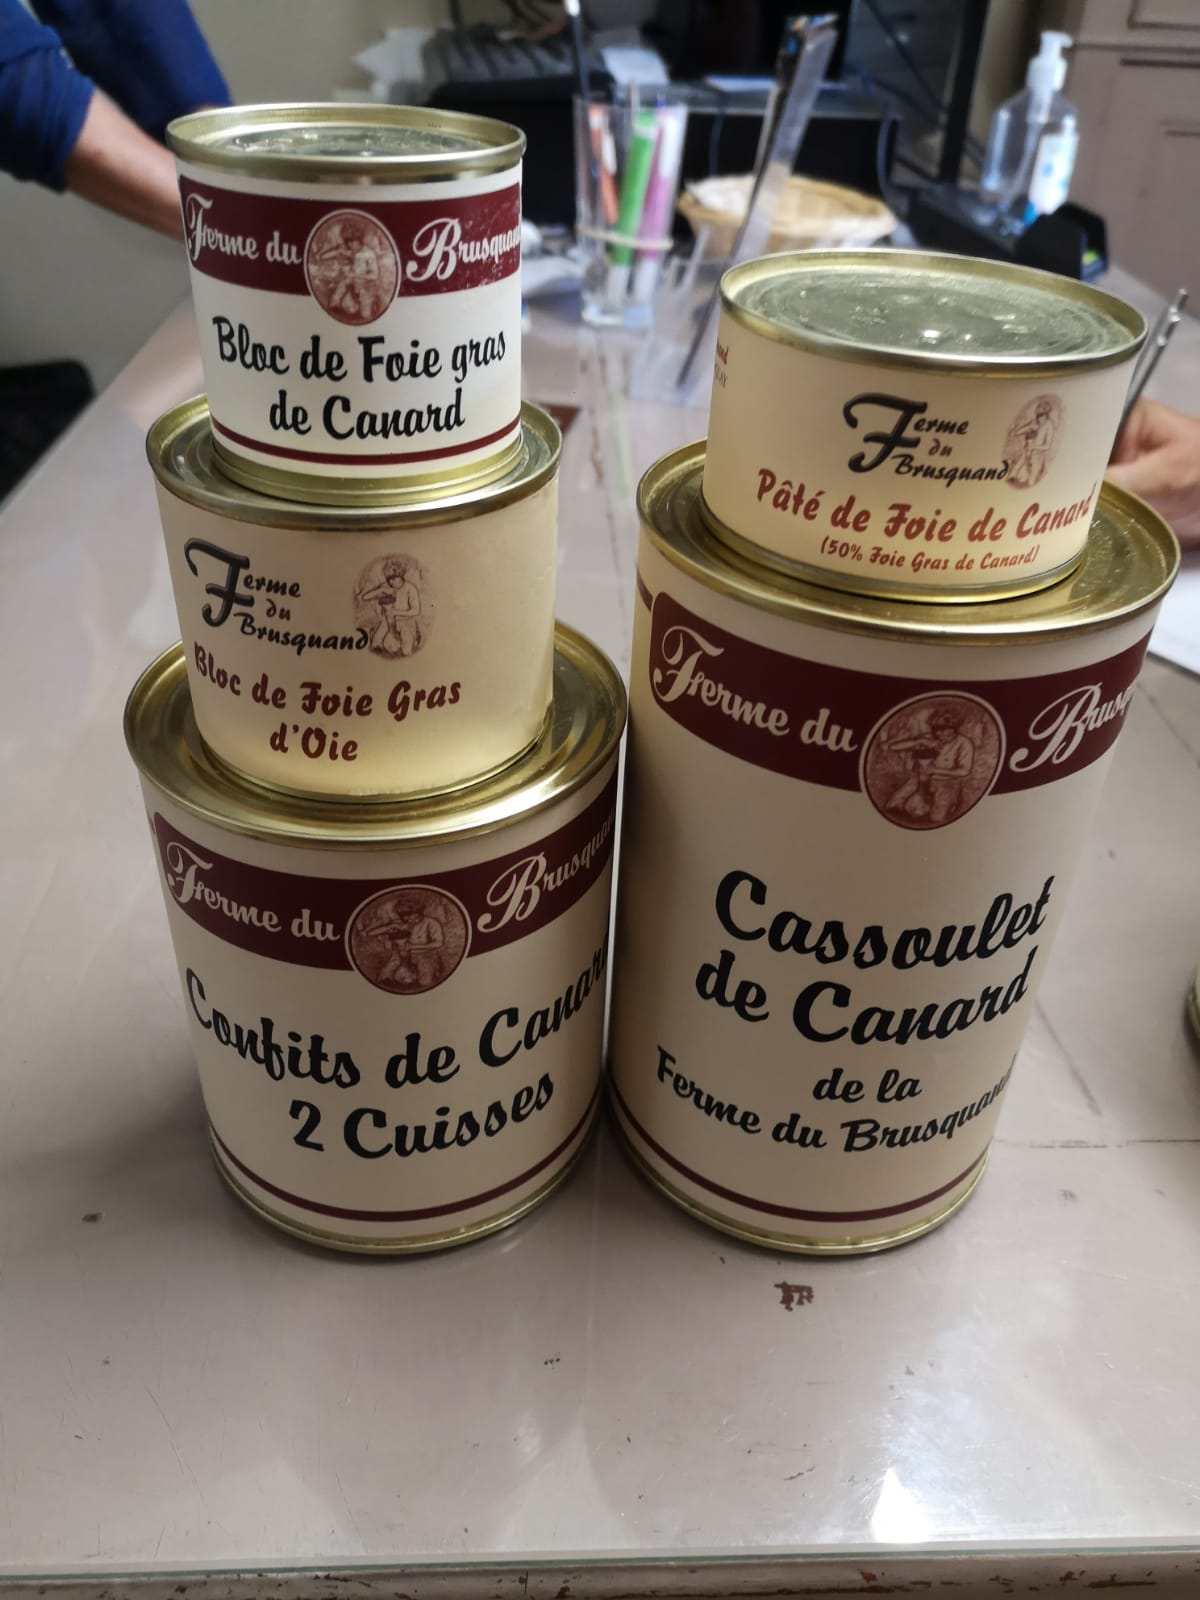 Ferme du Brusquand
Bloc de Foie gras
de Canard
Ferme
du
Brusquand
Bloc de Foie Gras
d'Oie
Ferme du Brusquand
Confits de Canard
2 Cuisses
Ferme
du
Brusquand
Pâté de Foie de Canard
(50% Foie Gras de Canard)
Ferme du Brusq
Cassoulet
de Canard
de la
Ferme du Brusquand